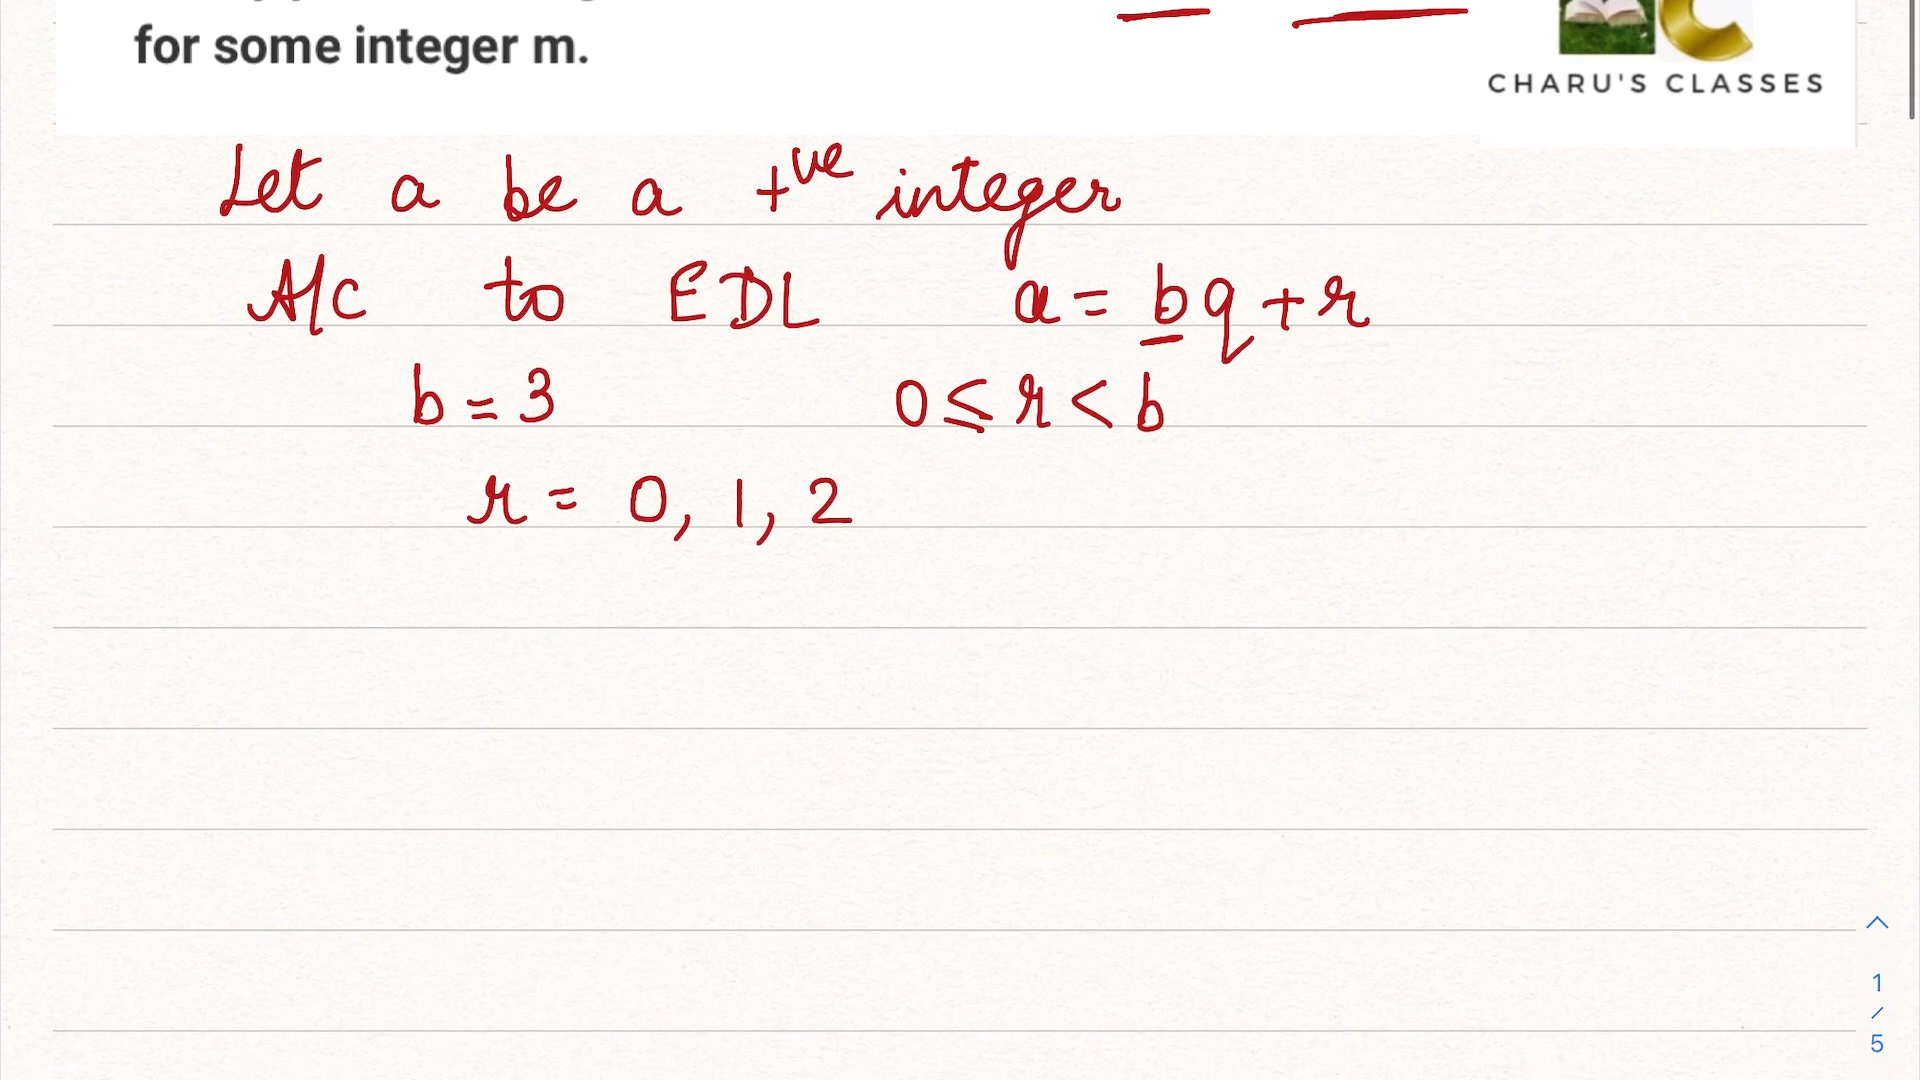 for some integer m.
CHARU'S CLASSES
Let a be a +ve integer
A/c to EDL a = bq + r
b = 3 0 ≤ r < b
r = 0, 1, 2
1
/
5